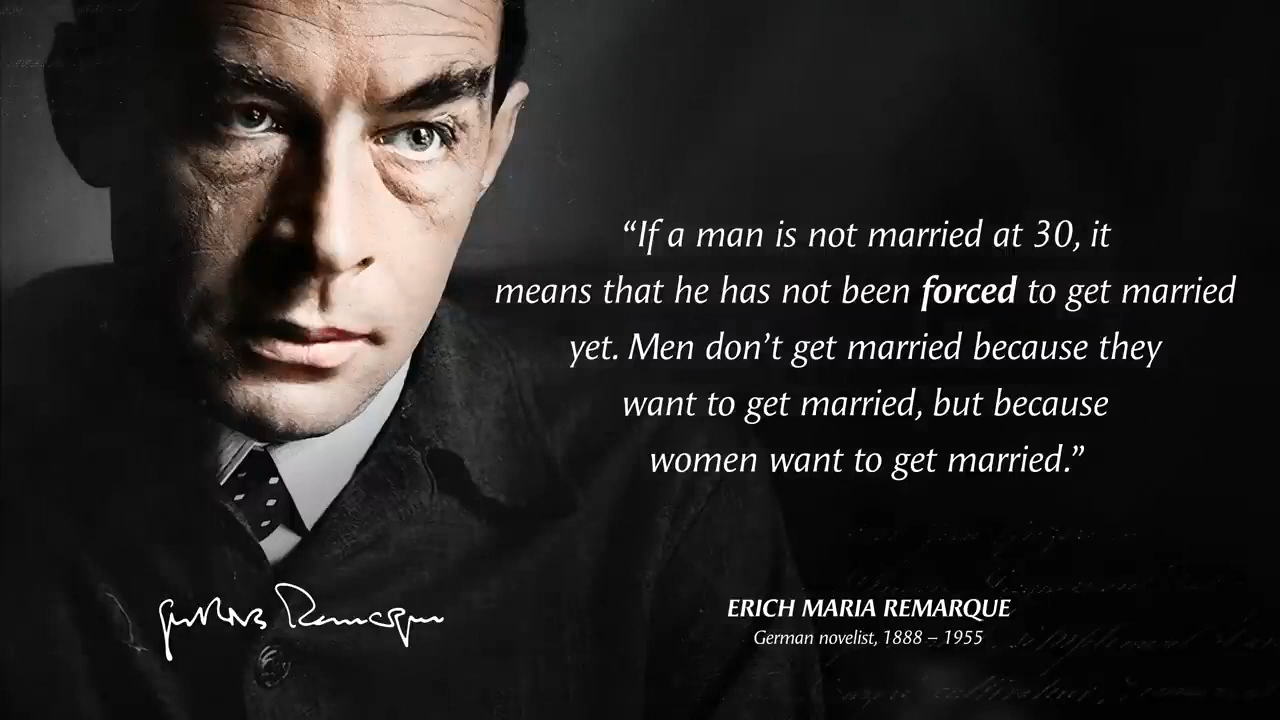 “If a man is not married at 30, it
means that he has not been forced to get married
yet. Men don’t get married because they
want to get married, but because
women want to get married.”
ERICH MARIA REMARQUE
German novelist, 1888 – 1955